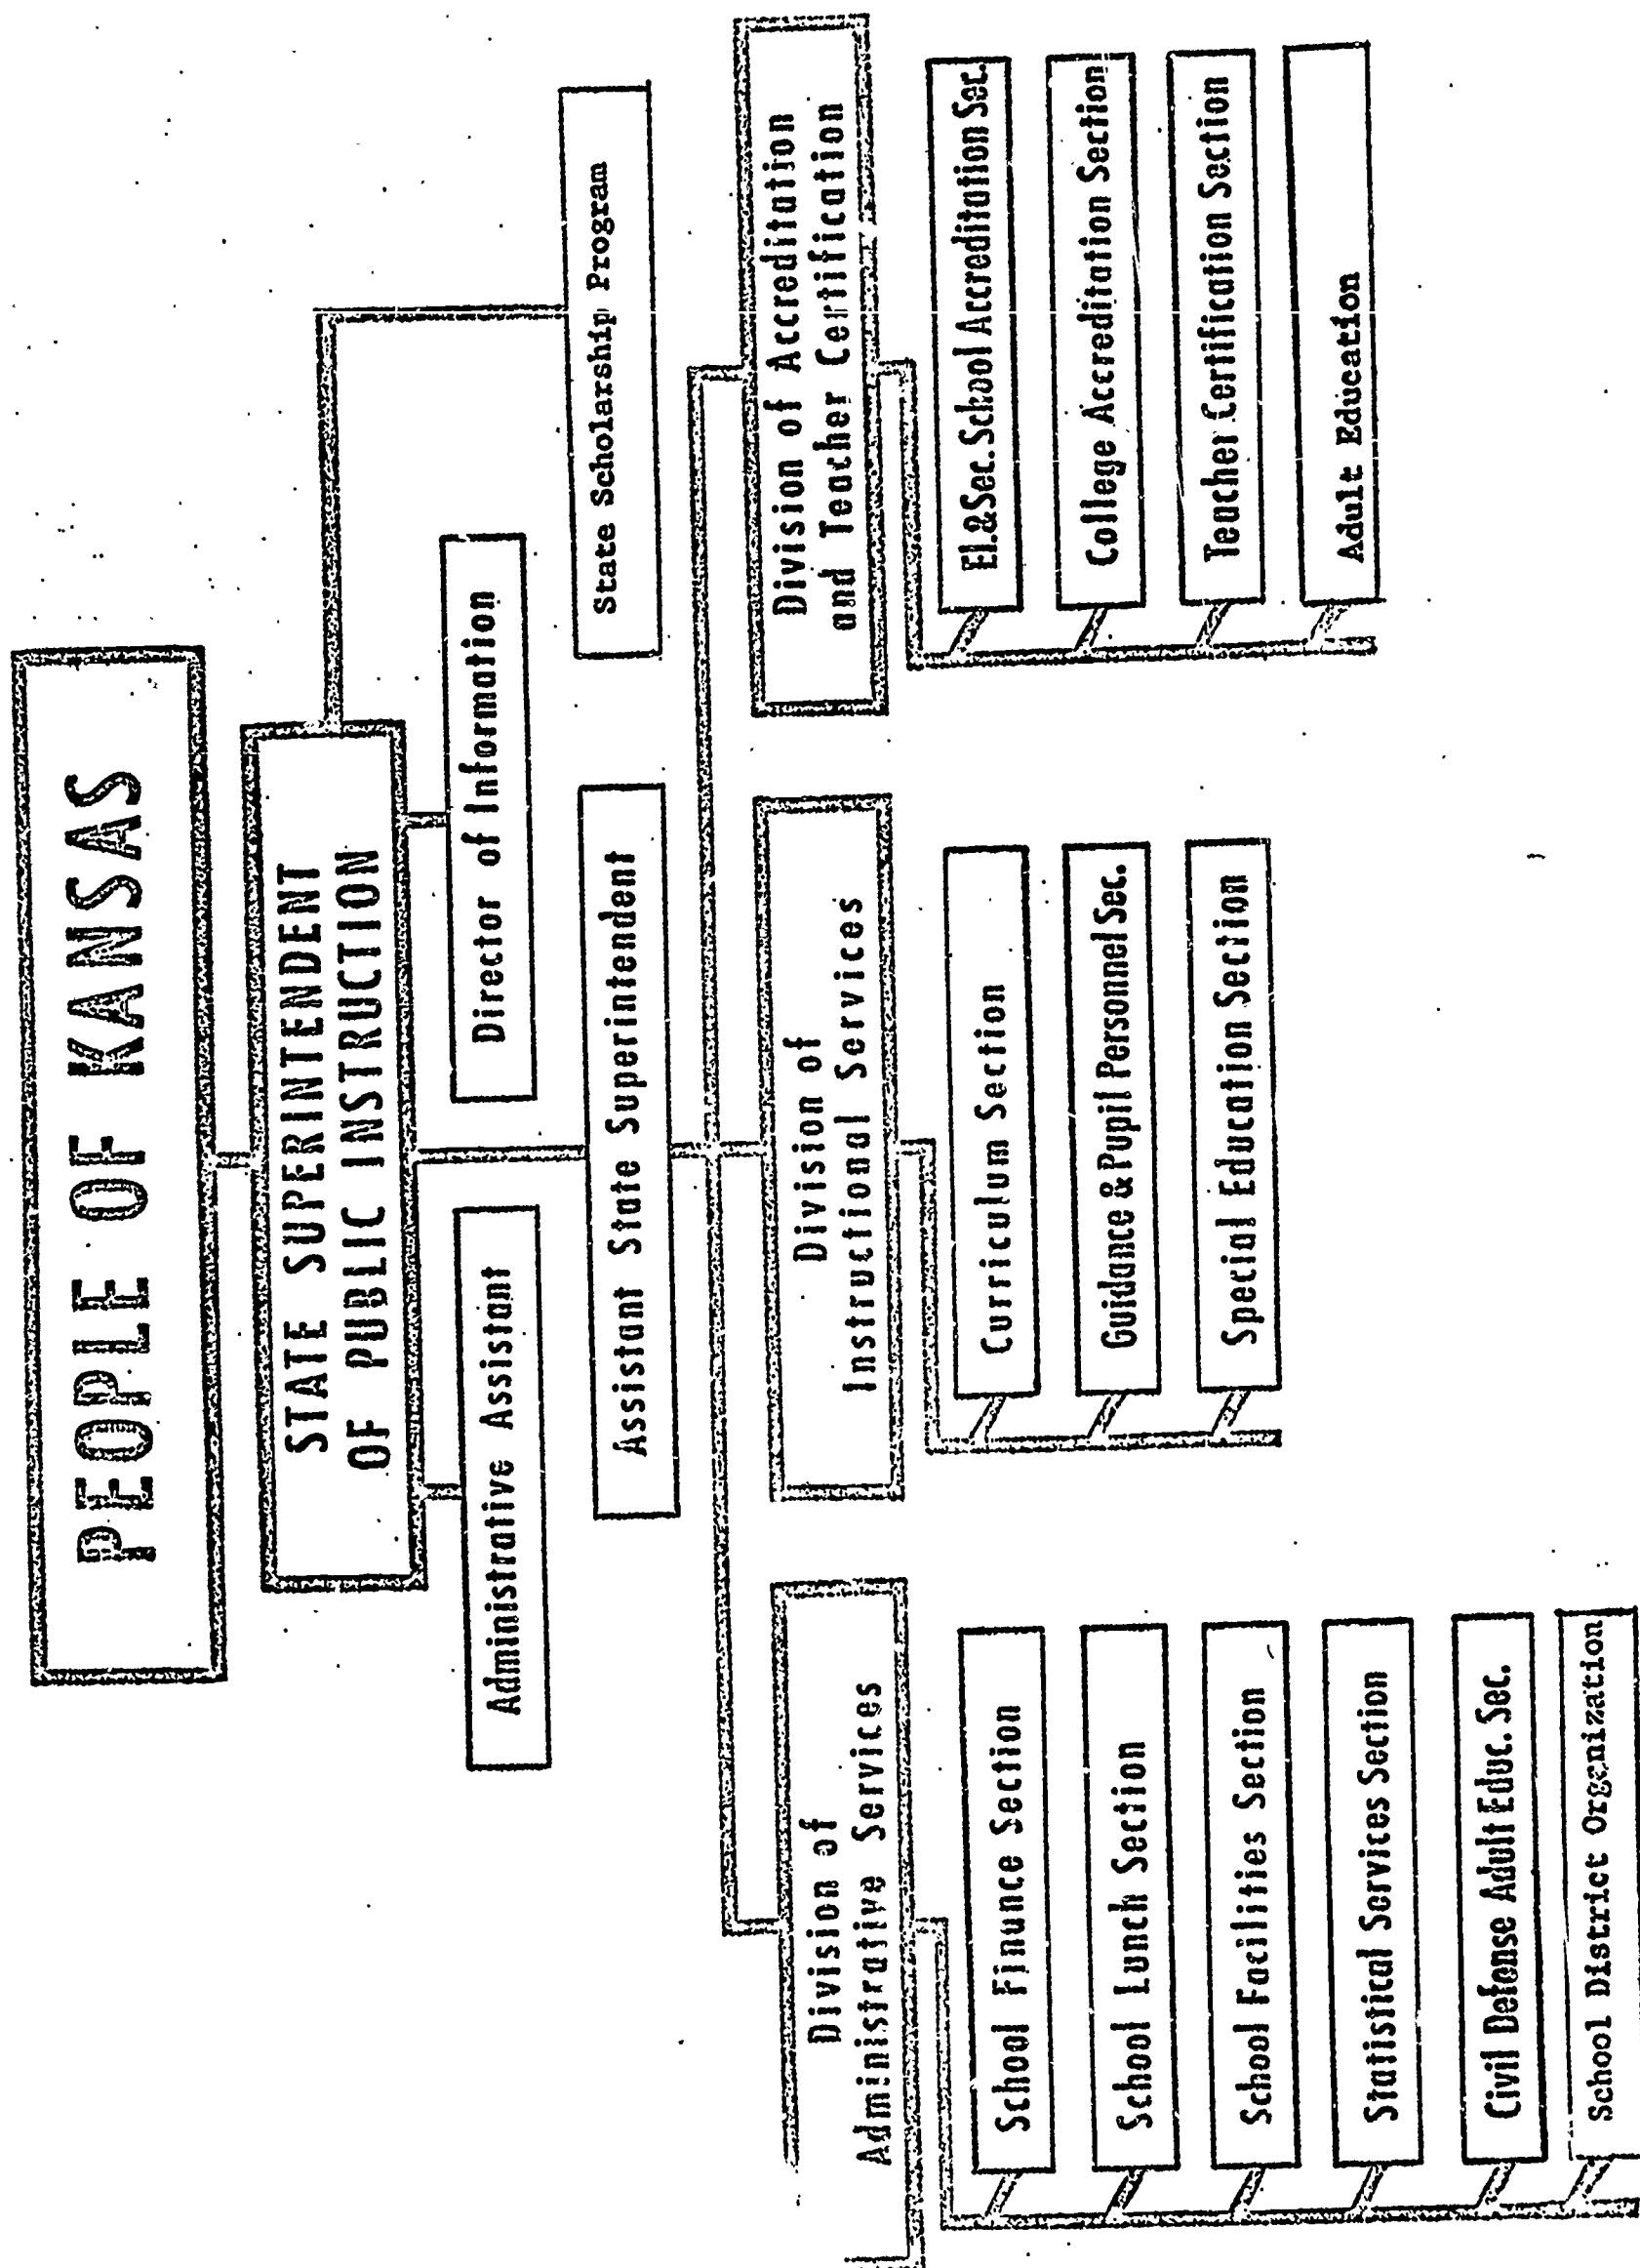 PEOPLE OF KANSAS
STATE SUPERINTENDENT
OF PUBLIC INSTRUCTION
Administrative Assistant
Director of Information
Assistant State Superintendent
State Scholarship Program
Division of
Administrative Services
School Finance Section
School Lunch Section
School Facilities Section
Statistical Services Section
Civil Defense Adult Educ. Sec.
School District Organization
Division of
Instructional Services
Curriculum Section
Guidance & Pupil Personnel Sec.
Special Education Section
Division of Accreditation
and Teacher Certification
El.&Sec. School Accreditation Sec.
College Accreditation Section
Teacher Certification Section
Adult Education